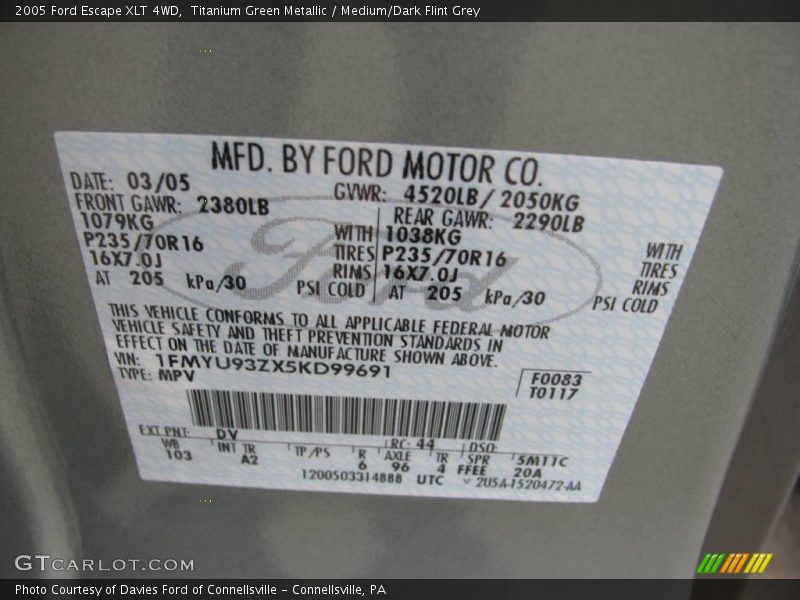 2005 Ford Escape XLT 4WD, Titanium Green Metallic / Medium/Dark Flint Grey
MFD. BY FORD MOTOR CO.
DATE: 03/05 GVWR: 4520LB/ 2050KG
FRONT GAWR: 2380LB REAR GAWR: 2290LB
1079KG WITH 1038KG WITH
P235/70R16 TIRES P235/70R16 TIRES
16X7.0J RIMS 16X7.0J RIMS
AT 205 kPa/30 PSI COLD AT 205 kPa/30 PSI COLD
THIS VEHICLE CONFORMS TO ALL APPLICABLE FEDERAL MOTOR
VEHICLE SAFETY AND THEFT PREVENTION STANDARDS IN
EFFECT ON THE DATE OF MANUFACTURE SHOWN ABOVE.
VIN: 1FMYU93ZX5KD99691
TYPE: MPV
F0083
T0117
EXT PNT: DV RC: 44 DSO:
WB INT TR TP/PS R AXLE TR SPR 5M11C
103 A2 6 96 4 FFEE 20A
1200503314888 UTC 2U5A-1520472-AA
Ford
GTCARLOT.COM
Photo Courtesy of Davies Ford of Connellsville - Connellsville, PA